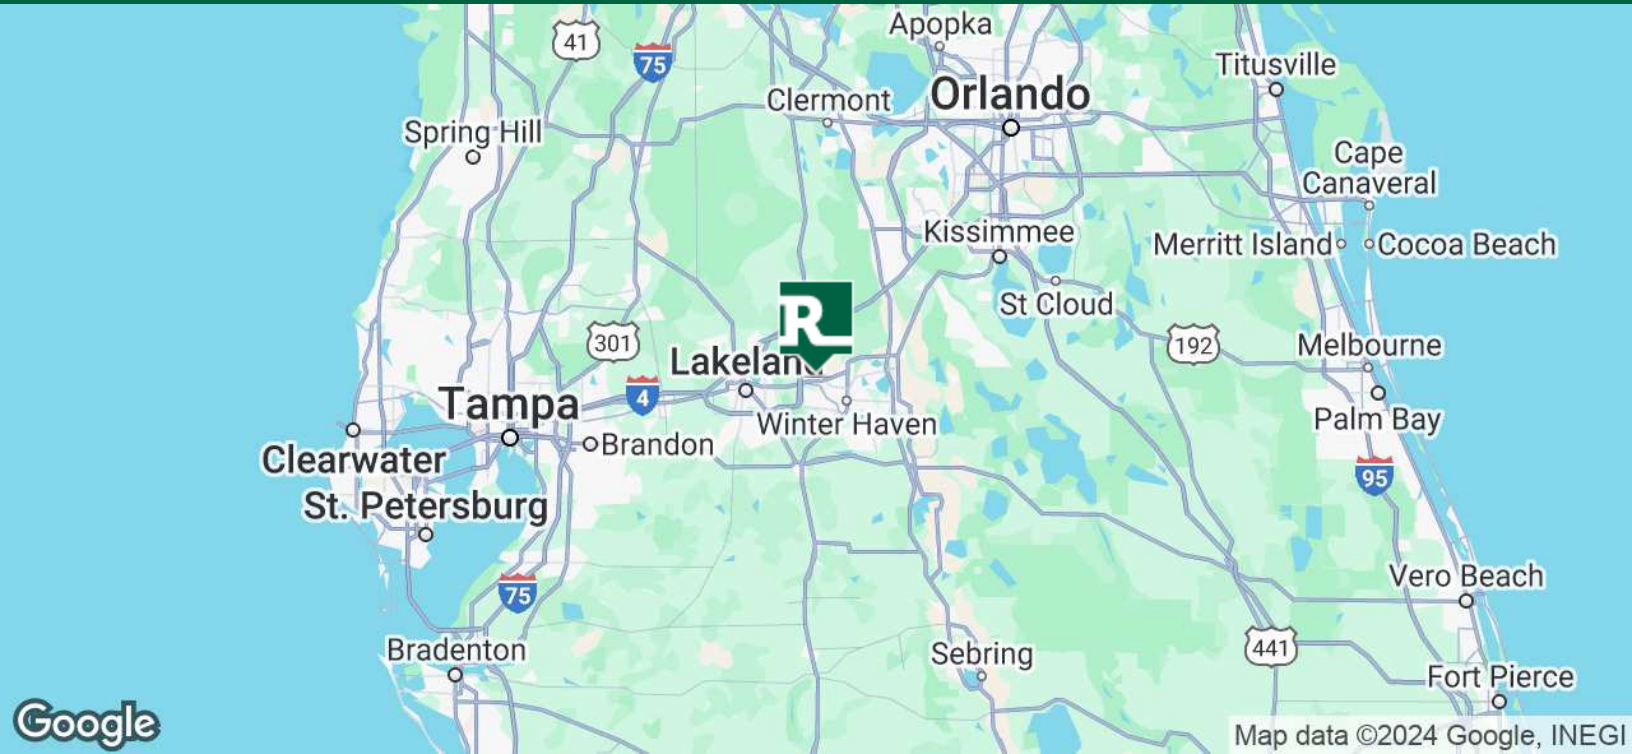 Apopka
41
75
Titusville
Clermont
Orlando
Spring Hill
Cape
Canaveral
Kissimmee
Merritt Island
Cocoa Beach
St Cloud
R
301
192
Melbourne
Lakeland
4
Tampa
Palm Bay
Winter Haven
Brandon
Clearwater
95
St. Petersburg
Vero Beach
75
Bradenton
Sebring
441
Fort Pierce
Google
Map data ©2024 Google, INEGI